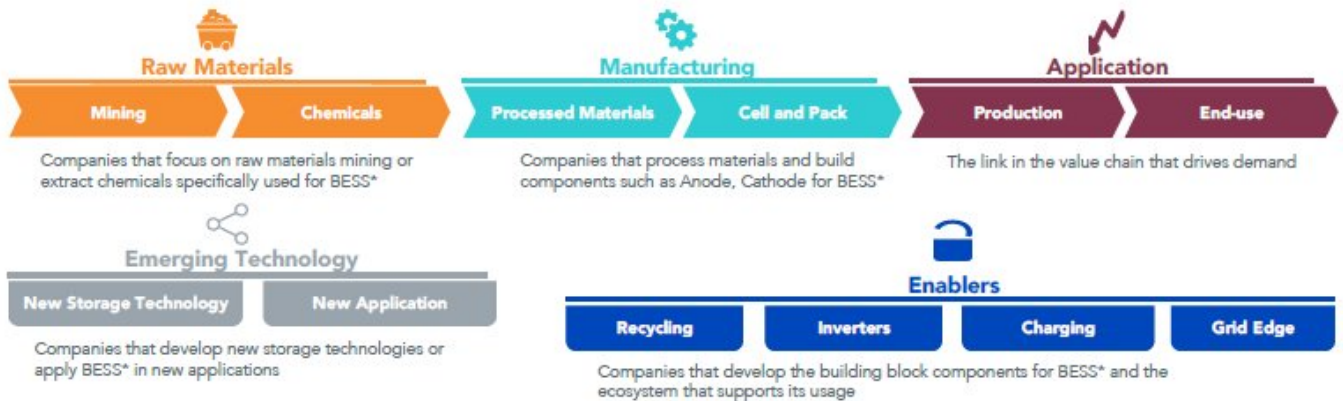 Raw Materials
Mining
Chemicals
Companies that focus on raw materials mining or
extract chemicals specifically used for BESS*
Manufacturing
Processed Materials
Cell and Pack
Companies that process materials and build
components such as Anode, Cathode for BESS*
Application
Production
End-use
The link in the value chain that drives demand
Emerging Technology
New Storage Technology
New Application
Companies that develop new storage technologies or
apply BESS* in new applications
Enablers
Recycling
Inverters
Charging
Grid Edge
Companies that develop the building block components for BESS* and the
ecosystem that supports its usage